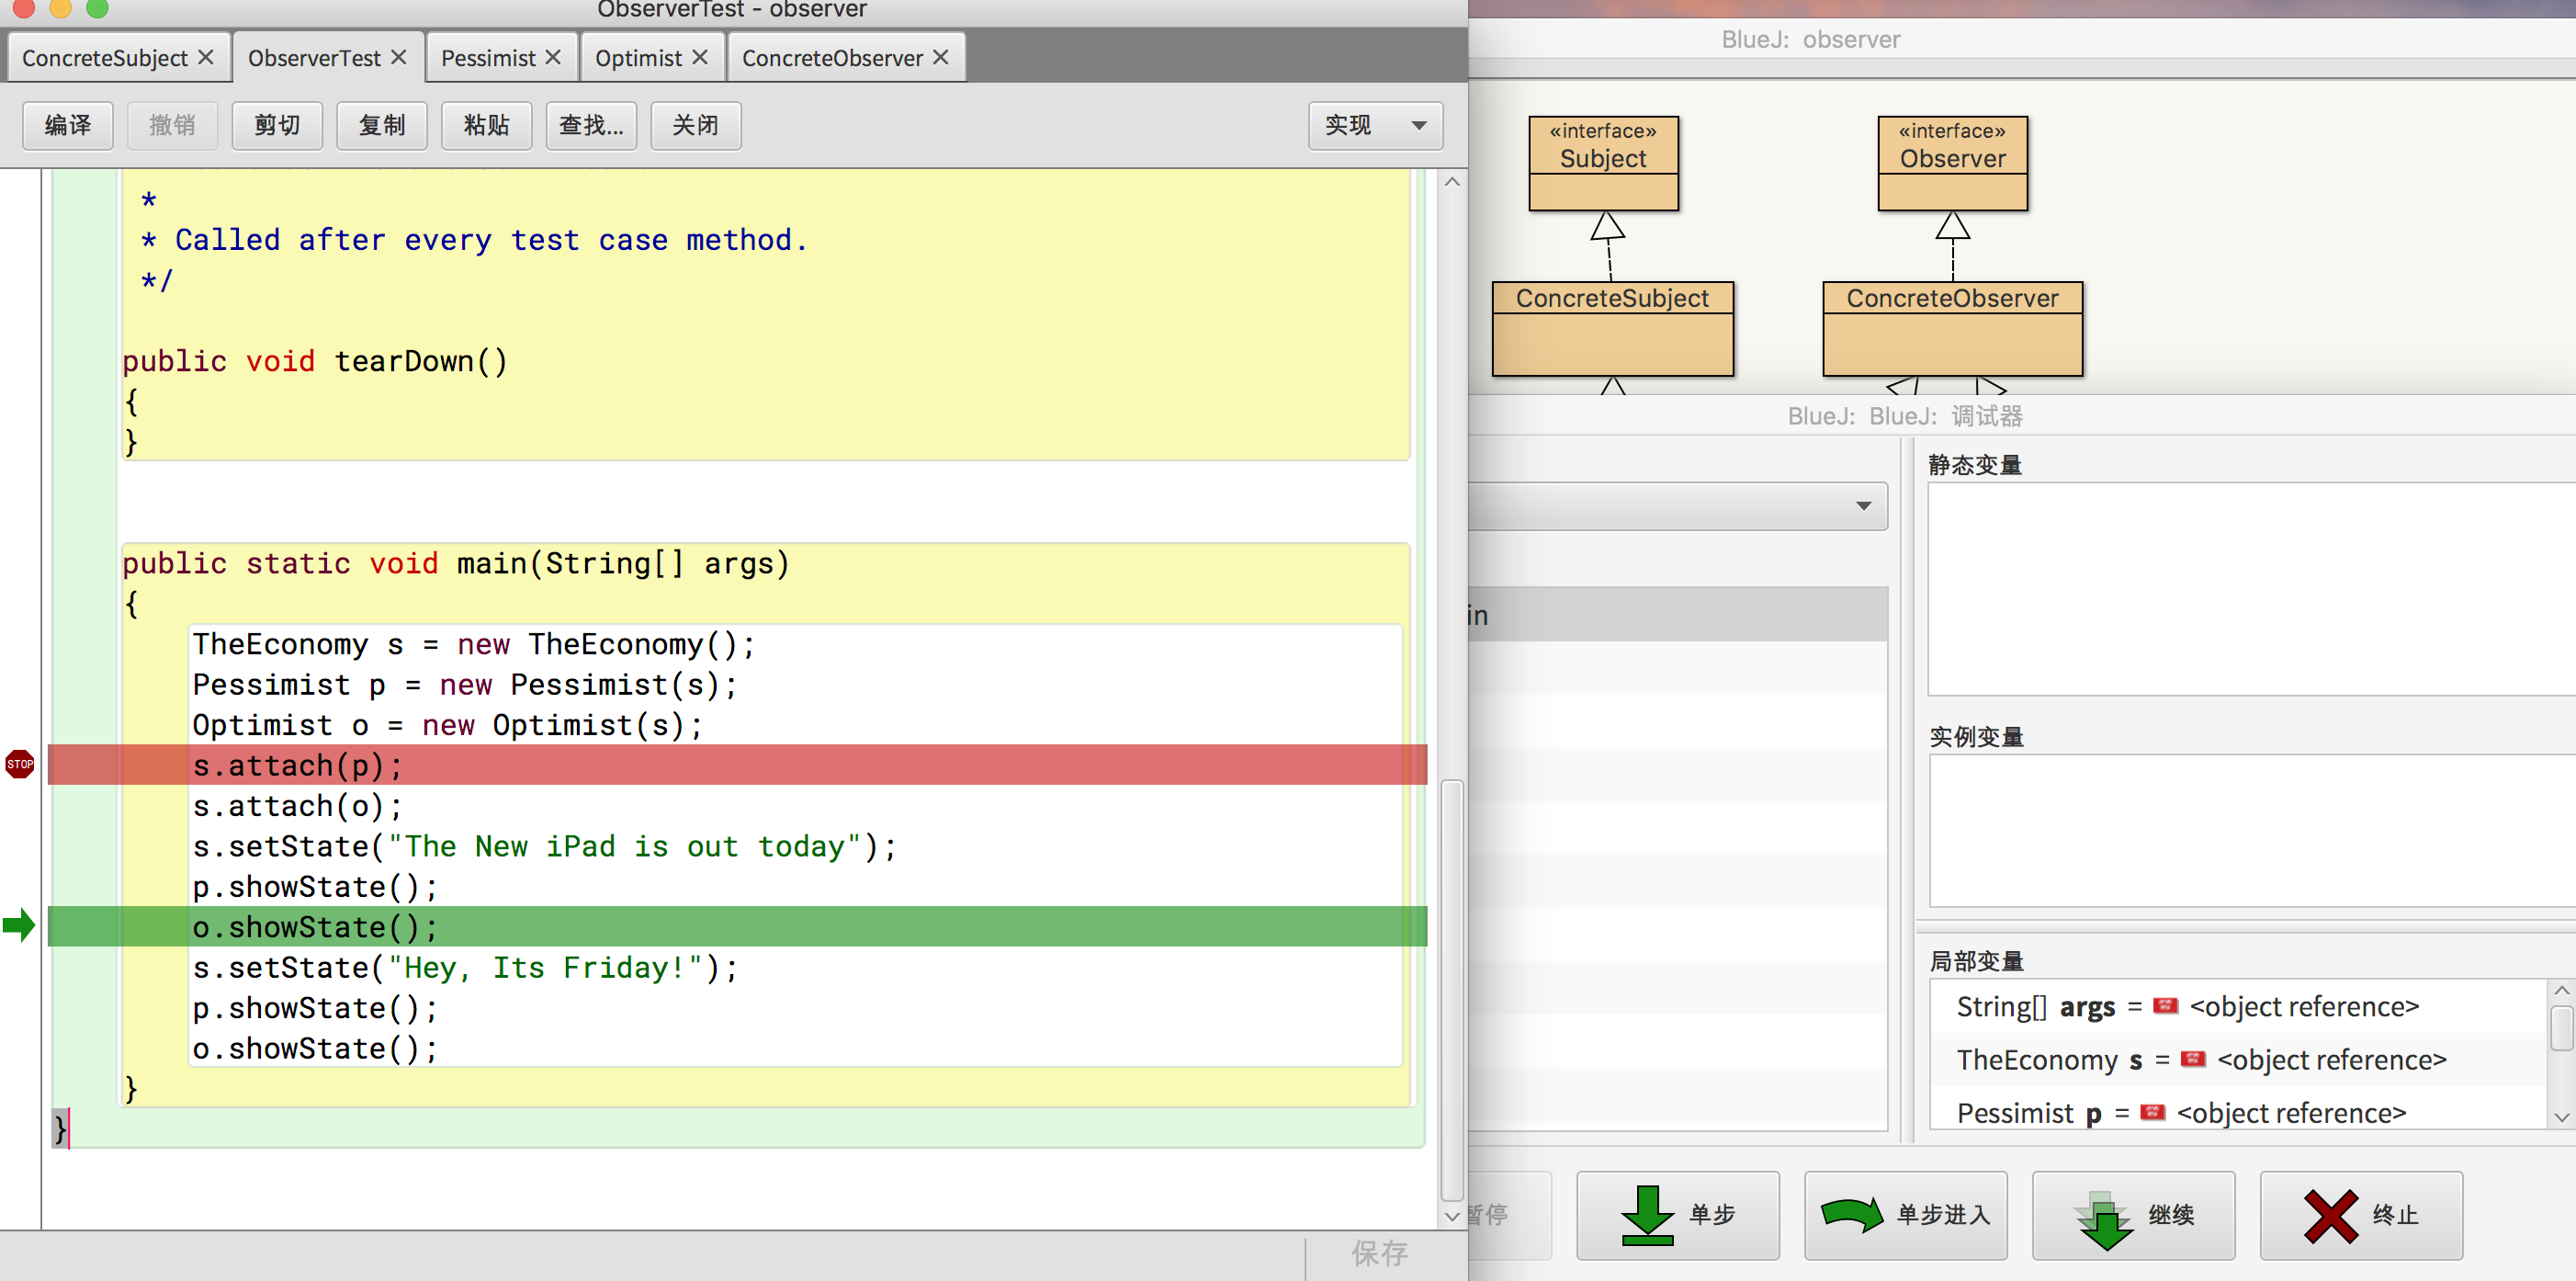 ObserverTest - observer
ConcreteSubject
ObserverTest
Pessimist
Optimist
ConcreteObserver
编译
撤销
剪切
复制
粘贴
查找...
关闭
实现
*
* Called after every test case method.
*/
public void tearDown()
{
}
public static void main(String[] args)
{
TheEconomy s = new TheEconomy();
Pessimist p = new Pessimist(s);
Optimist o = new Optimist(s);
STOP
s.attach(p);
s.attach(o);
s.setState("The New iPad is out today");
p.showState();
o.showState();
s.setState("Hey, Its Friday!");
p.showState();
o.showState();
}
}
保存
BlueJ: observer
«interface»
Subject
«interface»
Observer
ConcreteSubject
ConcreteObserver
BlueJ: BlueJ: 调试器
in
静态变量
实例变量
局部变量
String[] args = <object reference>
TheEconomy s = <object reference>
Pessimist p = <object reference>
暂停
单步
单步进入
继续
终止